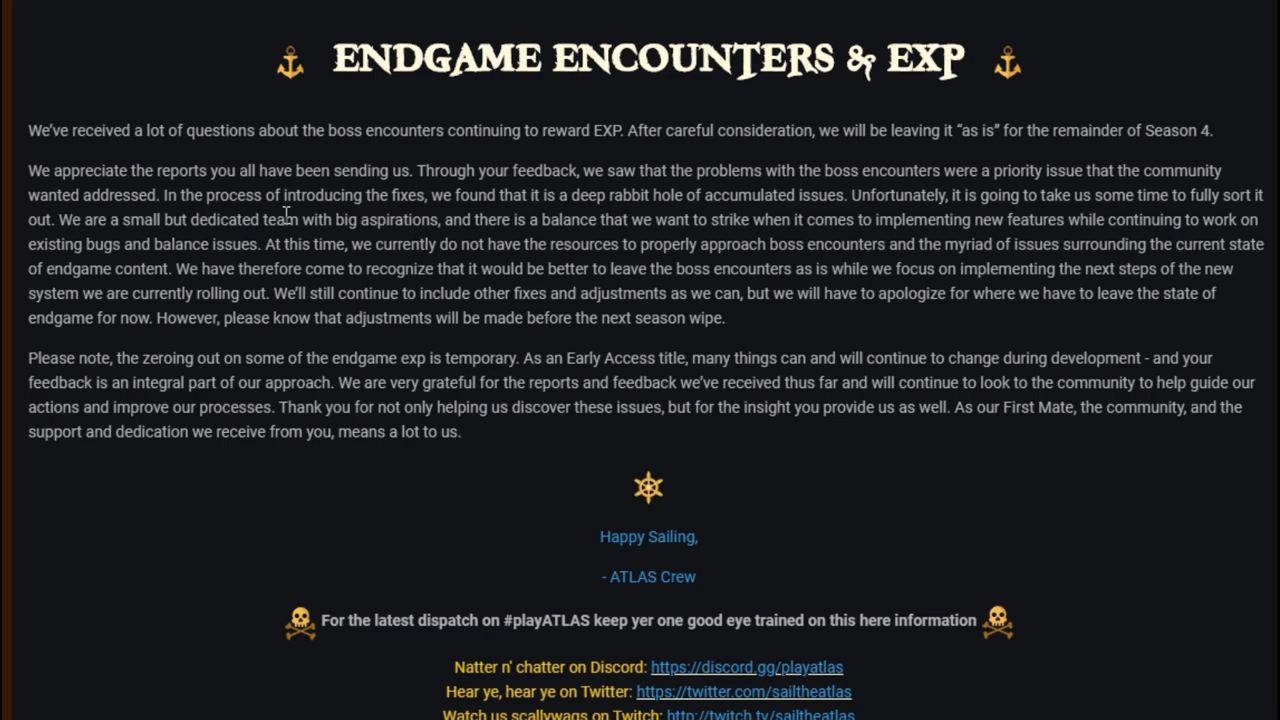 ENDGAME ENCOUNTERS & EXP
We've received a lot of questions about the boss encounters continuing to reward EXP. After careful consideration, we will be leaving it “as is” for the remainder of Season 4.
We appreciate the reports you all have been sending us. Through your feedback, we saw that the problems with the boss encounters were a priority issue that the community
wanted addressed. In the process of introducing the fixes, we found that it is a deep rabbit hole of accumulated issues. Unfortunately, it is going to take us some time to fully sort it
out. We are a small but dedicated team with big aspirations, and there is a balance that we want to strike when it comes to implementing new features while continuing to work on
existing bugs and balance issues. At this time, we currently do not have the resources to properly approach boss encounters and the myriad of issues surrounding the current state
of endgame content. We have therefore come to recognize that it would be better to leave the boss encounters as is while we focus on implementing the next steps of the new
system we are currently rolling out. We'll still continue to include other fixes and adjustments as we can, but we will have to apologize for where we have to leave the state of
endgame for now. However, please know that adjustments will be made before the next season wipe.
Please note, the zeroing out on some of the endgame exp is temporary. As an Early Access title, many things can and will continue to change during development - and your
feedback is an integral part of our approach. We are very grateful for the reports and feedback we've received thus far and will continue to look to the community to help guide our
actions and improve our processes. Thank you for not only helping us discover these issues, but for the insight you provide us as well. As our First Mate, the community, and the
support and dedication we receive from you, means a lot to us.
Happy Sailing,
- ATLAS Crew
For the latest dispatch on #playATLAS keep yer one good eye trained on this here information
Natter n' chatter on Discord: https://discord.gg/playatlas
Hear ye, hear ye on Twitter: https://twitter.com/sailtheatlas
Watch us scallywags on Twitch: http://twitch.tv/sailtheatlas